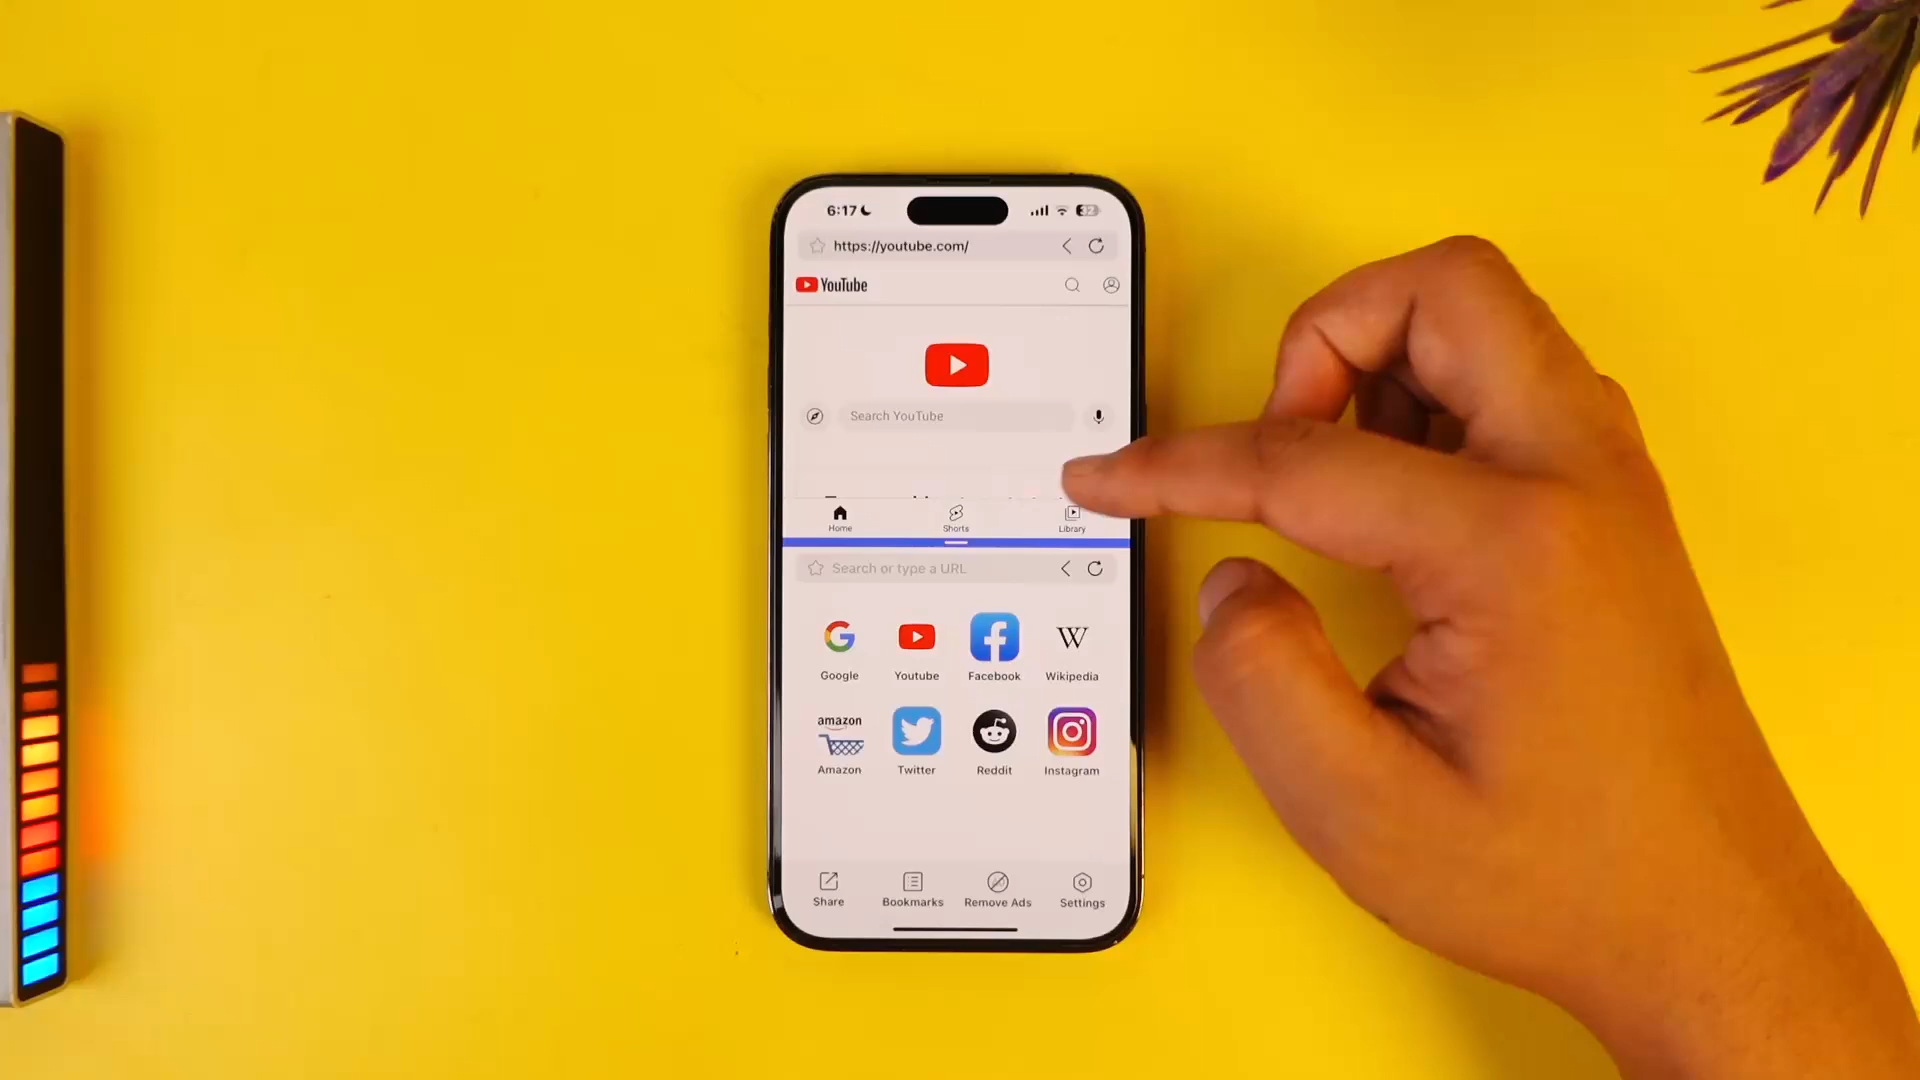 6:17
32
https://youtube.com/
YouTube
Search YouTube
Home Shorts Library
Search or type a URL
Google Youtube Facebook Wikipedia
amazon
Amazon Twitter Reddit Instagram
Share Bookmarks Remove Ads Settings